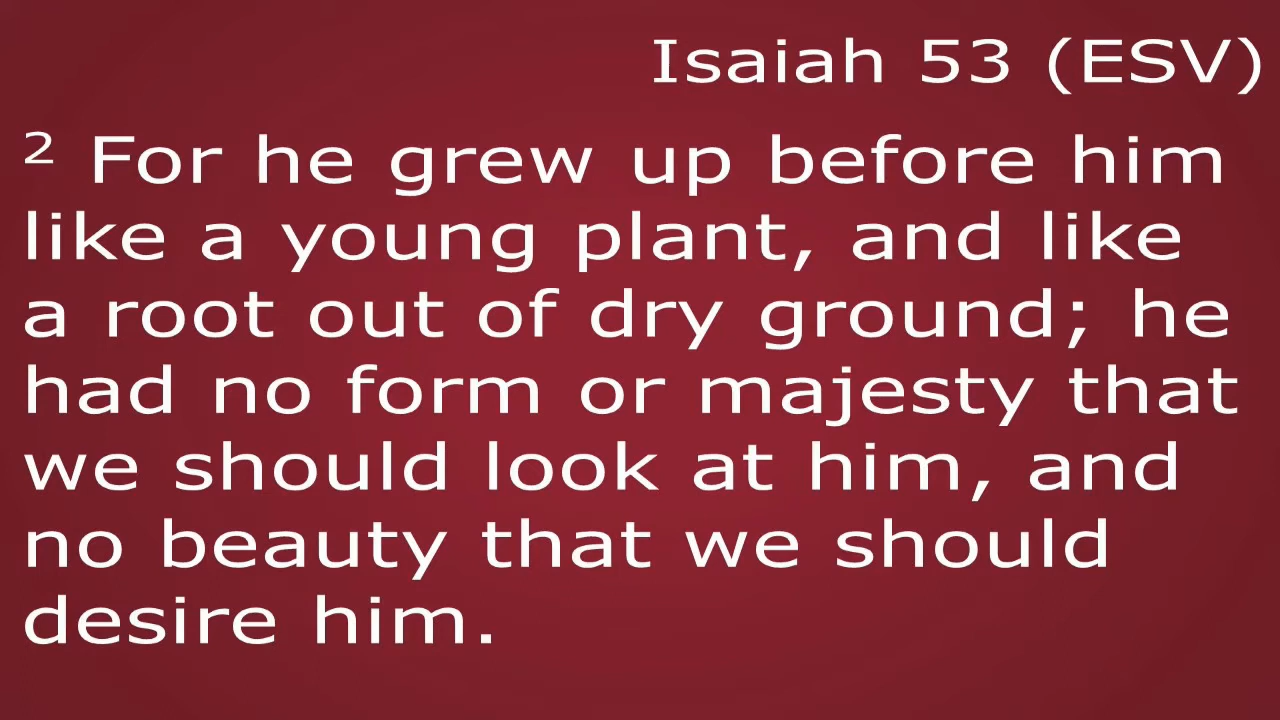 Isaiah 53 (ESV)
² For he grew up before him
like a young plant, and like
a root out of dry ground; he
had no form or majesty that
we should look at him, and
no beauty that we should
desire him.